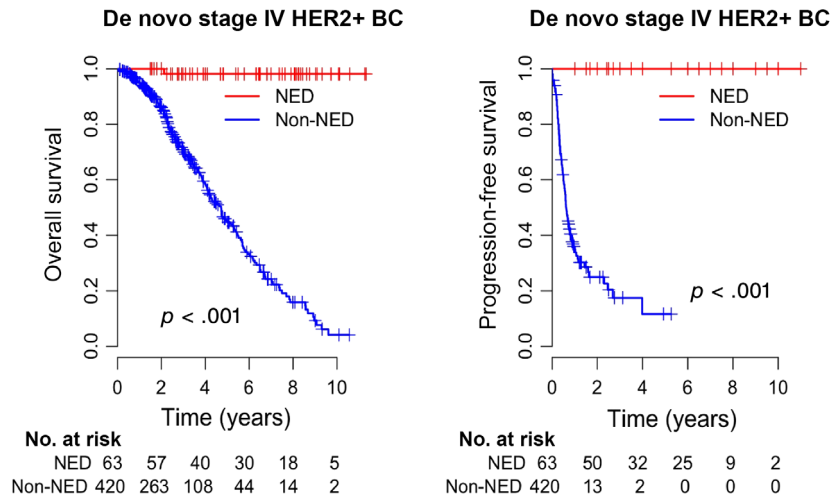 De novo stage IV HER2+ BC
Overall survival
1.0
0.8
0.6
0.4
0.2
0.0
NED
Non-NED
p < .001
0 2 4 6 8 10
Time (years)
No. at risk
NED 63 57 40 30 18 5
Non-NED 420 263 108 44 14 2
De novo stage IV HER2+ BC
Progression-free survival
1.0
0.8
0.6
0.4
0.2
0.0
NED
Non-NED
p < .001
0 2 4 6 8 10
Time (years)
No. at risk
NED 63 50 32 25 9 2
Non-NED 420 13 2 0 0 0